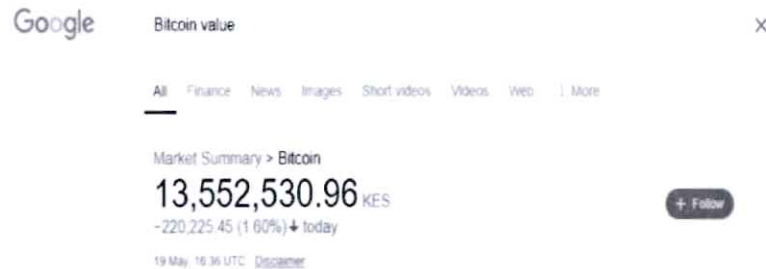 Google Bitcoin value
All Finance News Images Short videos Videos Web More
Market Summary > Bitcoin
13,552,530.96 KES
-220,225.45 (1.60%) ↓ today
+ Follow
19 May, 16:36 UTC Disclaimer